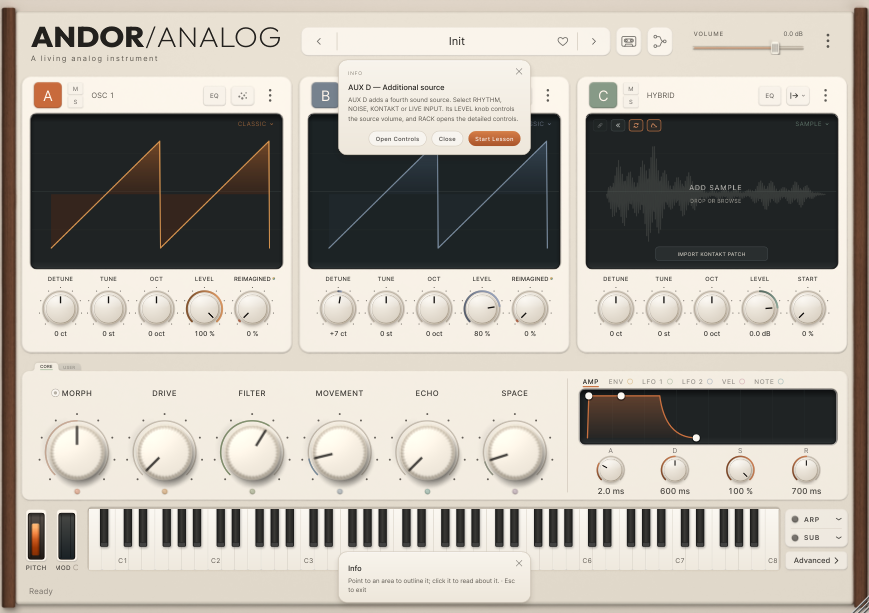 ANDOR/ANALOG
A living analog instrument
Init
VOLUME 0.0 dB
INFO
AUX D — Additional source
AUX D adds a fourth sound source. Select RHYTHM,
NOISE, KONTAKT or LIVE INPUT. Its LEVEL knob controls
the source volume, and RACK opens the detailed controls.
Open Controls Close Start Lesson
A M S OSC 1 EQ
CLASSIC
DETUNE TUNE OCT LEVEL REIMAGINED
0 ct 0 st 0 oct 100 % 0 %
B
DETUNE TUNE OCT LEVEL REIMAGINED
+7 ct 0 st 0 oct 80 % 0 %
C M S HYBRID EQ
SAMPLE
ADD SAMPLE
DROP OR BROWSE
IMPORT KONTAKT PATCH
DETUNE TUNE OCT LEVEL START
0 ct 0 st 0 oct 0.0 dB 0 %
CORE
MORPH DRIVE FILTER MOVEMENT ECHO SPACE
AMP ENV LFO 1 LFO 2 VEL NOTE
A D S R
2.0 ms 600 ms 100 % 700 ms
PITCH MOD C
C1 C2 C3 C6 C7 C8
ARP
SUB
Advanced
Info
Point to an area to outline it; click it to read about it. · Esc
to exit
Ready